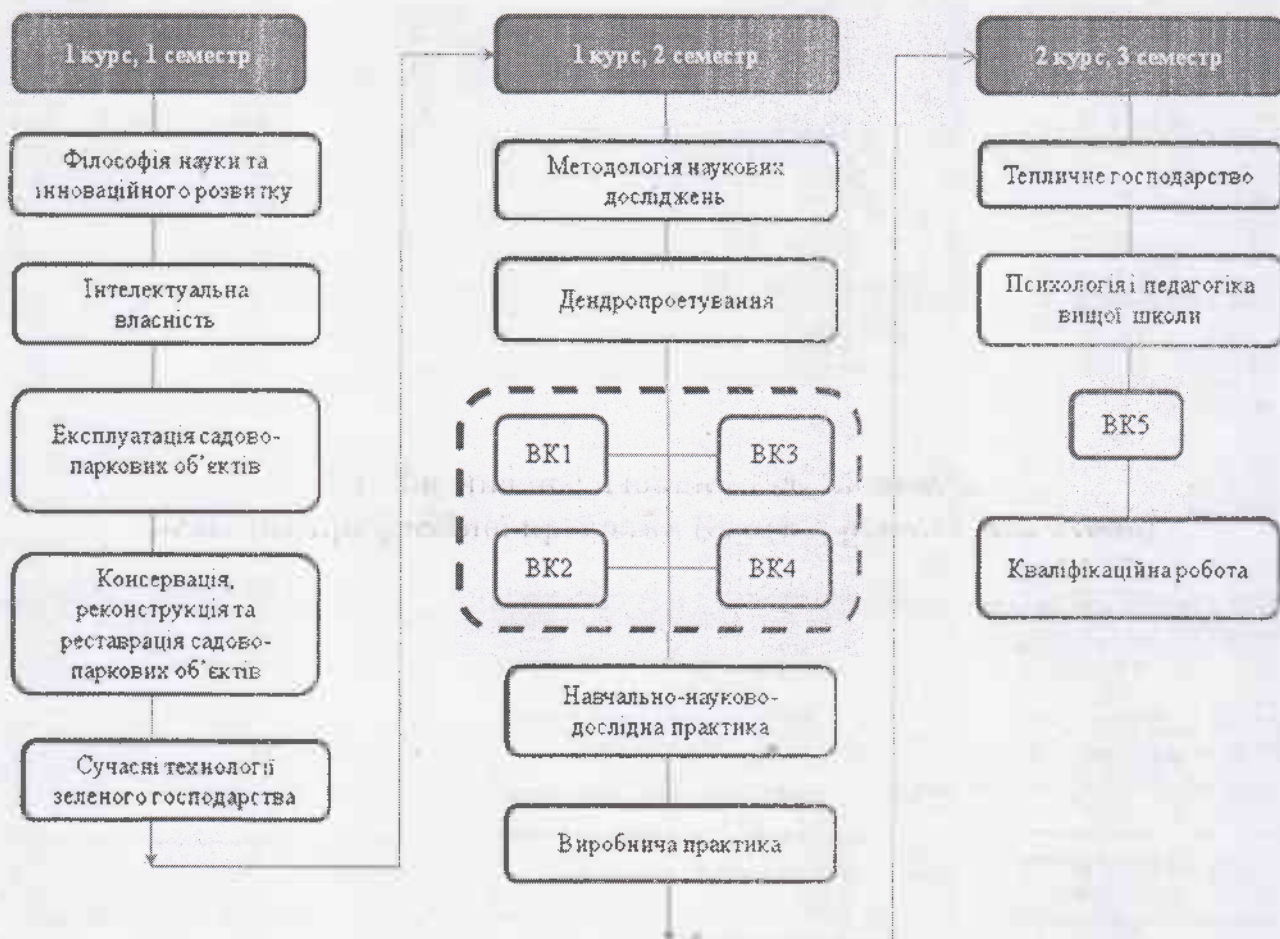 1 курс, 1 семестр
Філософія науки та
інноваційного розвитку
Інтелектуальна
власність
Експлуатація садово-
паркових об’єктів
Консервація,
реконструкція та
реставрація садово-
паркових об’єктів
Сучасні технології
зеленого господарства
1 курс, 2 семестр
Методологія наукових
досліджень
Дендропроетування
ВК1
ВК3
ВК2
ВК4
Навчально-науково-
дослідна практика
Виробнича практика
2 курс, 3 семестр
Тепличне господарство
Психологія і педагогіка
вищої школи
ВК5
Кваліфікаційна робота